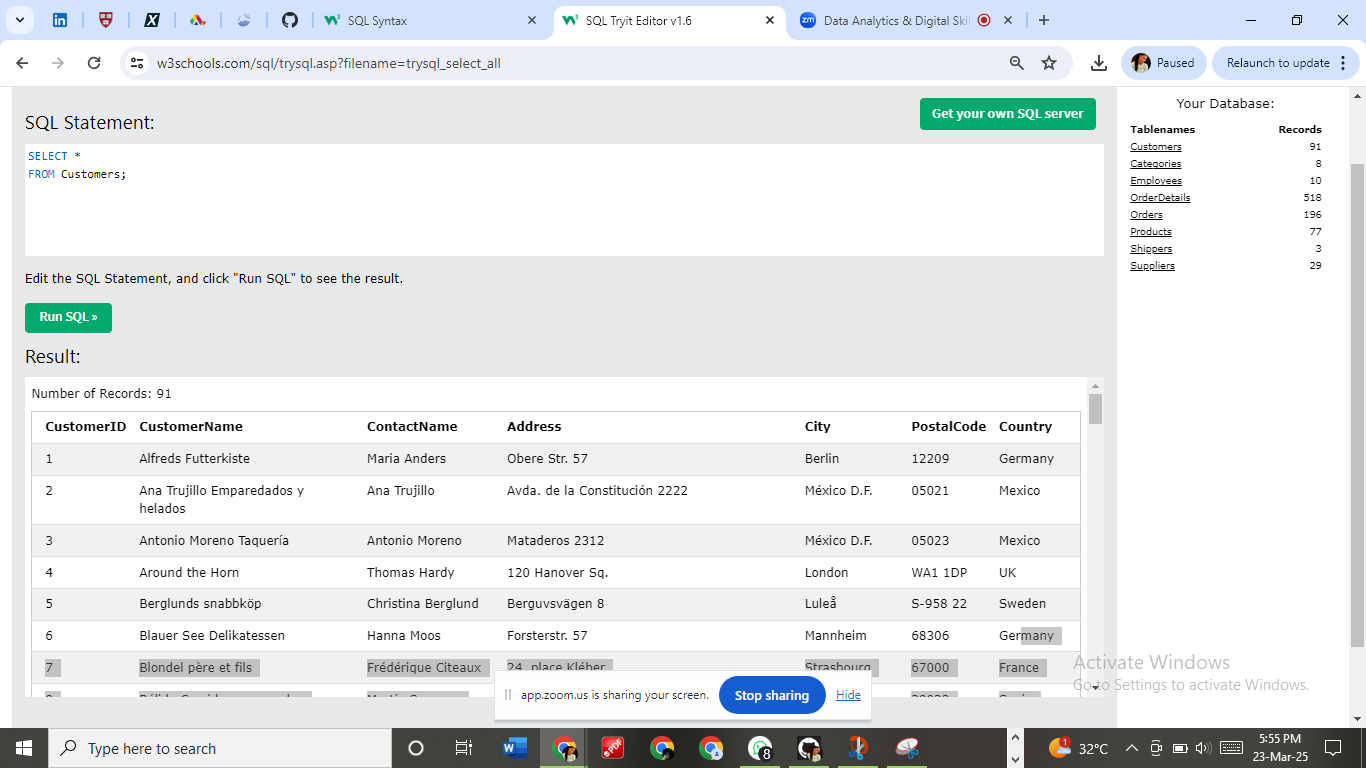 SQL Syntax
SQL Tryit Editor v1.6
Data Analytics & Digital Skil
w3schools.com/sql/trysql.asp?filename=trysql_select_all
Paused
Relaunch to update
SQL Statement:
Get your own SQL server
SELECT *
FROM Customers;
Edit the SQL Statement, and click "Run SQL" to see the result.
Run SQL »
Result:
Number of Records: 91
CustomerID CustomerName ContactName Address City PostalCode Country
1 Alfreds Futterkiste Maria Anders Obere Str. 57 Berlin 12209 Germany
2 Ana Trujillo Emparedados y helados Ana Trujillo Avda. de la Constitución 2222 México D.F. 05021 Mexico
3 Antonio Moreno Taquería Antonio Moreno Mataderos 2312 México D.F. 05023 Mexico
4 Around the Horn Thomas Hardy 120 Hanover Sq. London WA1 1DP UK
5 Berglunds snabbköp Christina Berglund Berguvsvägen 8 Luleå S-958 22 Sweden
6 Blauer See Delikatessen Hanna Moos Forsterstr. 57 Mannheim 68306 Germany
7 Blondel père et fils Frédérique Citeaux 24, place Kléber Strasbourg 67000 France
Your Database:
Tablenames Records
Customers 91
Categories 8
Employees 10
OrderDetails 518
Orders 196
Products 77
Shippers 3
Suppliers 29
Activate Windows
Go to Settings to activate Windows.
app.zoom.us is sharing your screen.
Stop sharing
Hide
Type here to search
8
1
32°C
5:55 PM
23-Mar-25